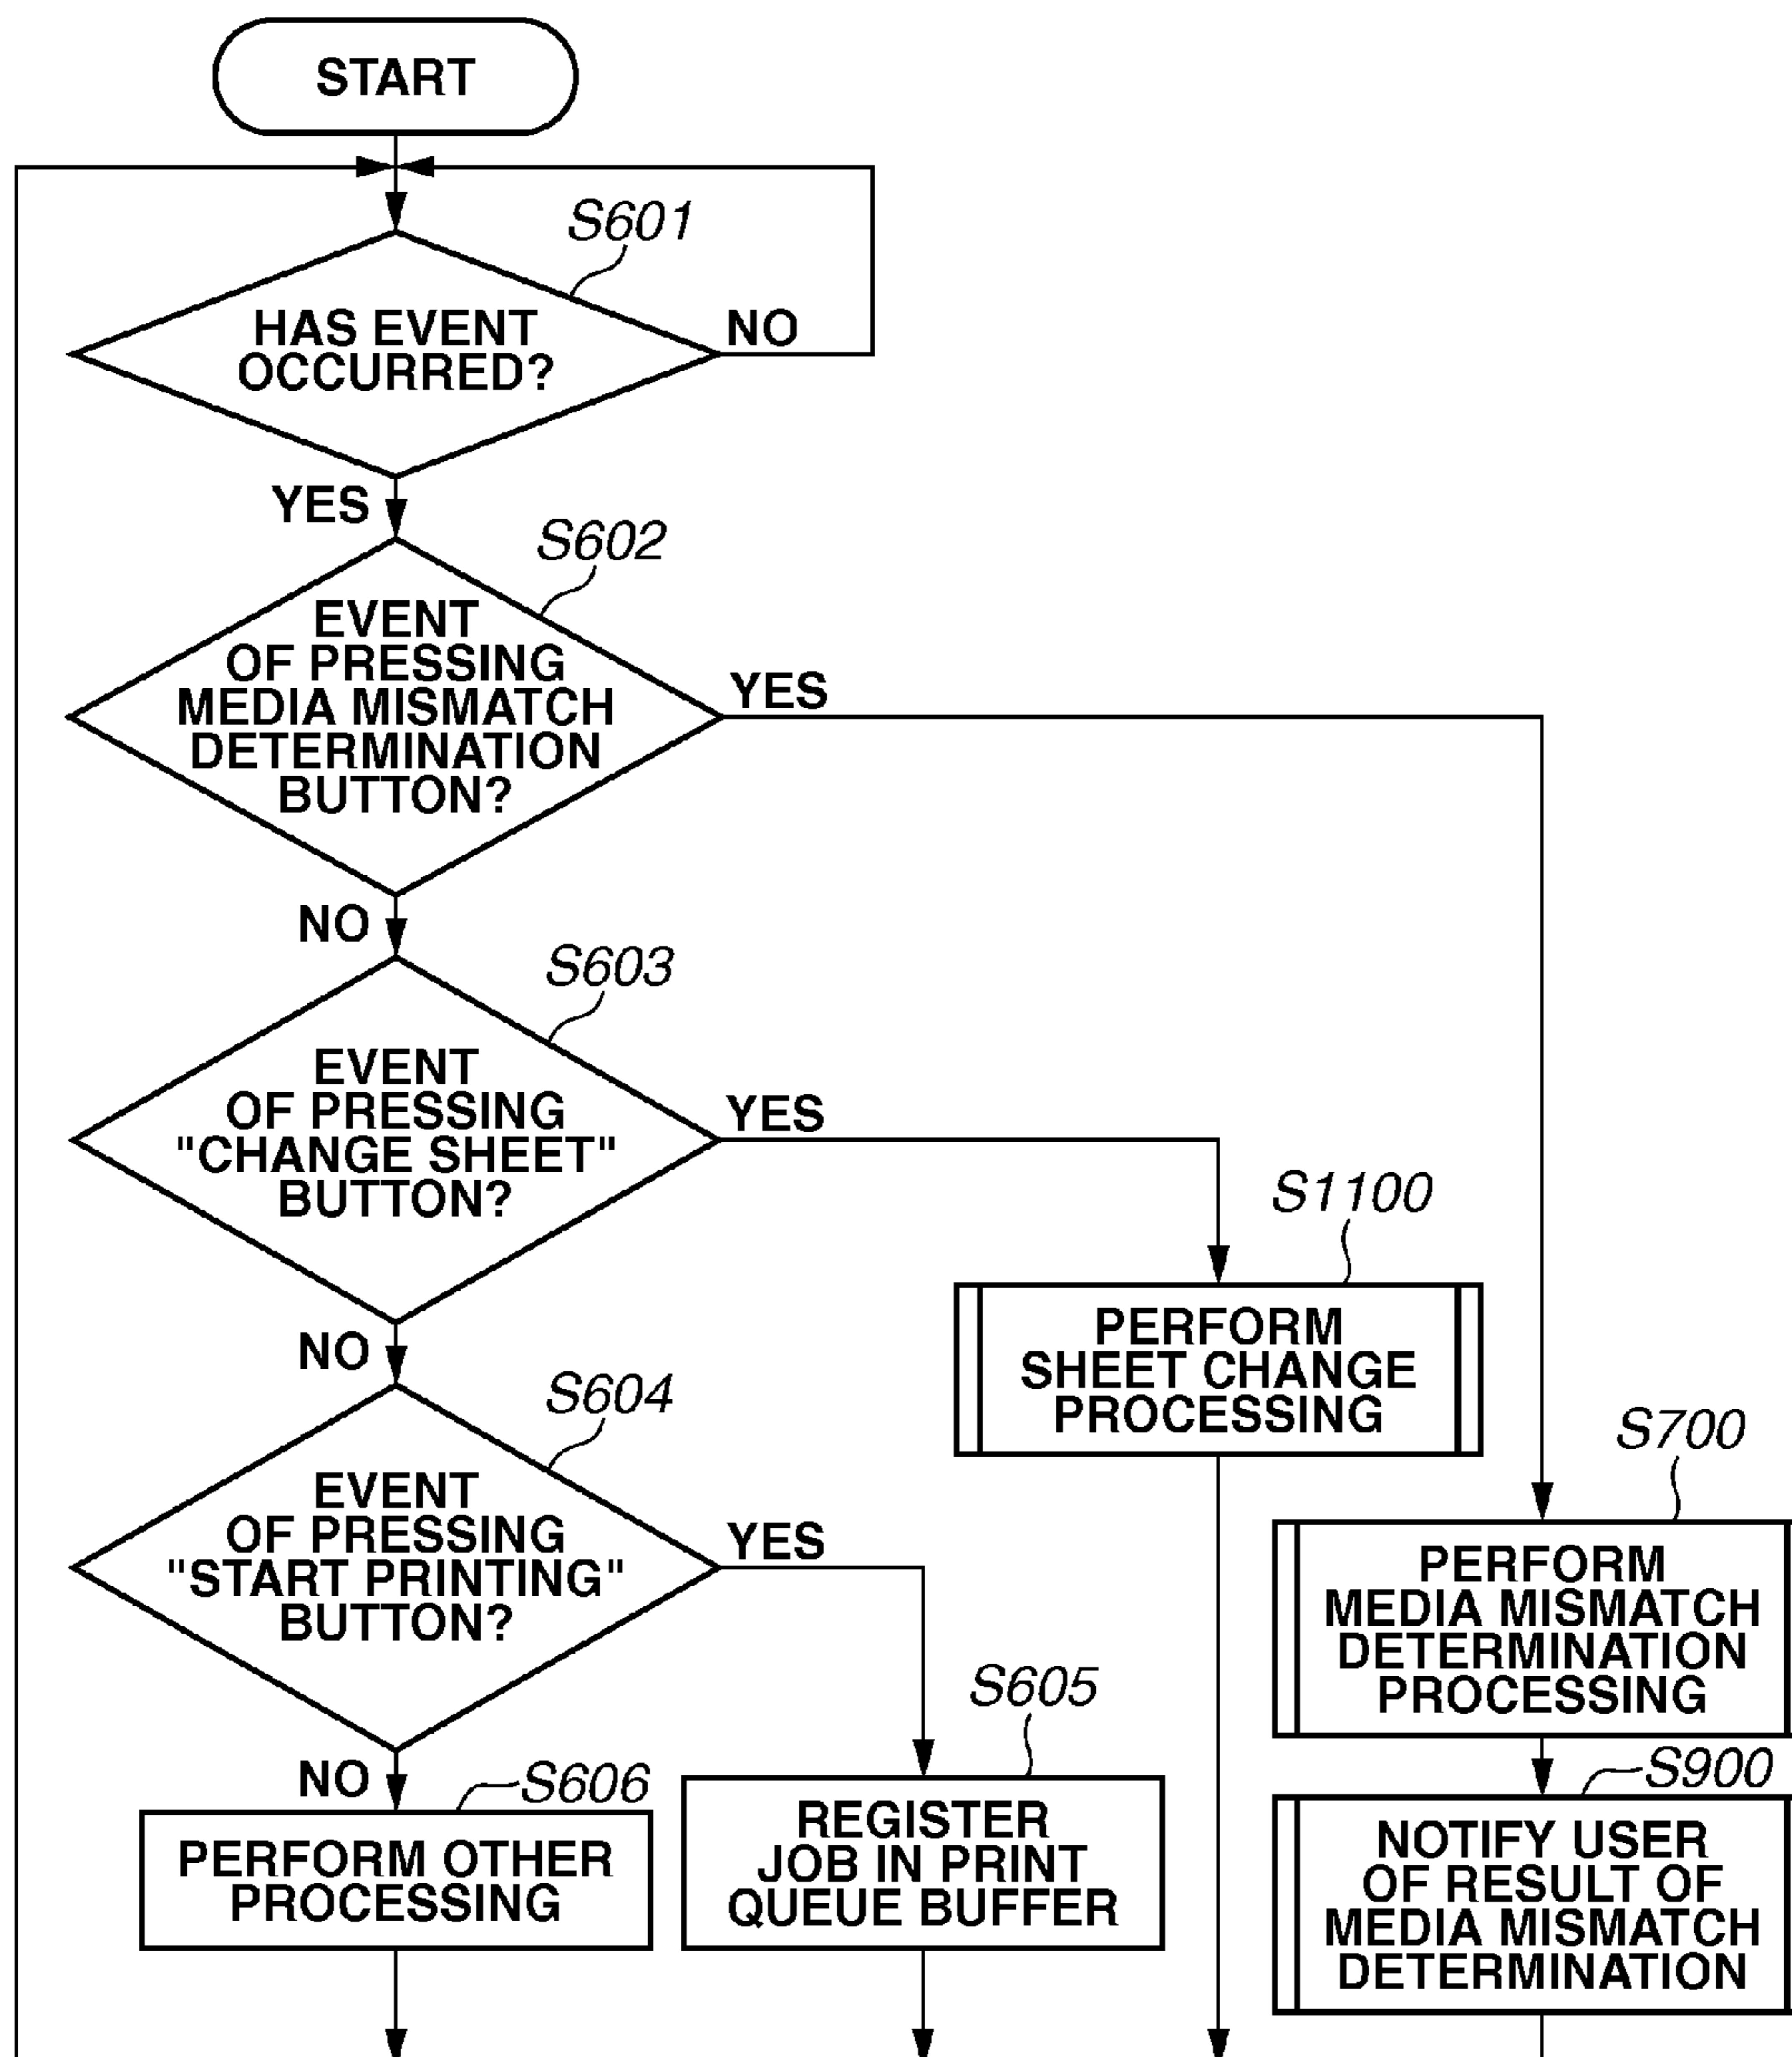 START
S601
HAS EVENT
OCCURRED?
NO
YES
S602
EVENT
OF PRESSING
MEDIA MISMATCH
DETERMINATION
BUTTON?
YES
NO
S603
EVENT
OF PRESSING
"CHANGE SHEET"
BUTTON?
YES
NO
S1100
PERFORM
SHEET CHANGE
PROCESSING
S604
EVENT
OF PRESSING
"START PRINTING"
BUTTON?
YES
NO
S700
PERFORM
MEDIA MISMATCH
DETERMINATION
PROCESSING
S605
REGISTER
JOB IN PRINT
QUEUE BUFFER
S606
PERFORM OTHER
PROCESSING
S900
NOTIFY USER
OF RESULT OF
MEDIA MISMATCH
DETERMINATION